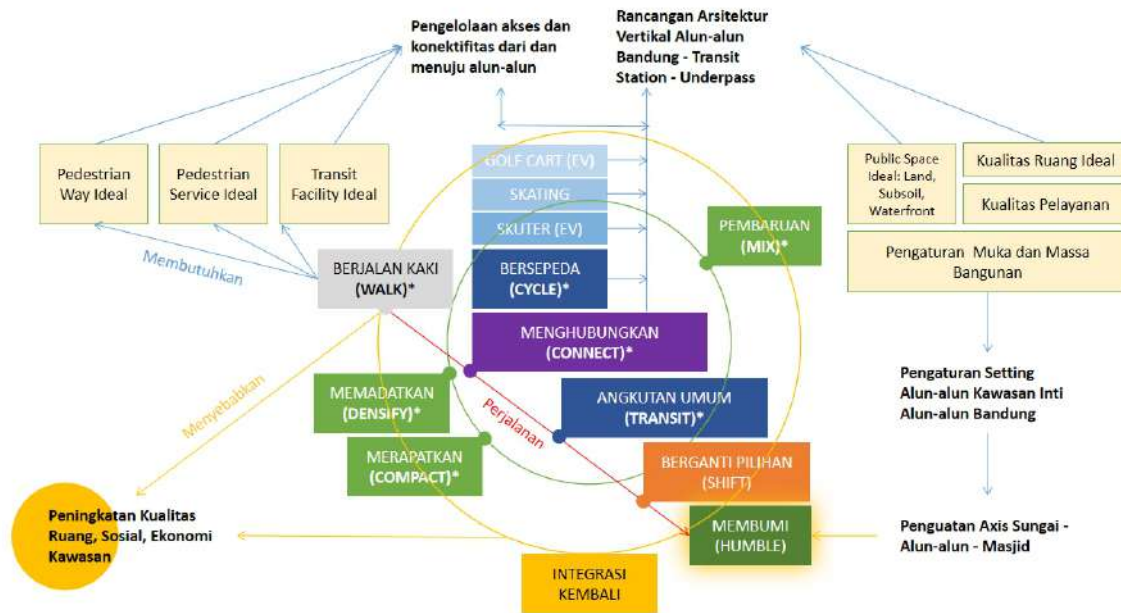 Pengelolaan akses dan
konektifitas dari dan
menuju alun-alun
Rancangan Arsitektur
Vertikal Alun-alun
Bandung - Transit
Station - Underpass
Pedestrian
Way Ideal
Pedestrian
Service Ideal
Transit
Facility Ideal
GOLF CART (EV)
SKATING
SKUTER (EV)
BERSEPEDA
(CYCLE)*
PEMBARUAN
(MIX)*
Public Space
Ideal: Land,
Subsoil,
Waterfront
Kualitas Ruang Ideal
Kualitas Pelayanan
Pengaturan Muka dan Massa
Bangunan
Membutuhkan
BERJALAN KAKI
(WALK)*
MENGHUBUNGKAN
(CONNECT)*
Menyebabkan
MEMADATKAN
(DENSIFY)*
Perjalanan
ANGKUTAN UMUM
(TRANSIT)*
Pengaturan Setting
Alun-alun Kawasan Inti
Alun-alun Bandung
MERAPATKAN
(COMPACT)*
BERGANTI PILIHAN
(SHIFT)
Peningkatan Kualitas
Ruang, Sosial, Ekonomi
Kawasan
MEMBUMI
(HUMBLE)
Penguatan Axis Sungai -
Alun-alun - Masjid
INTEGRASI
KEMBALI